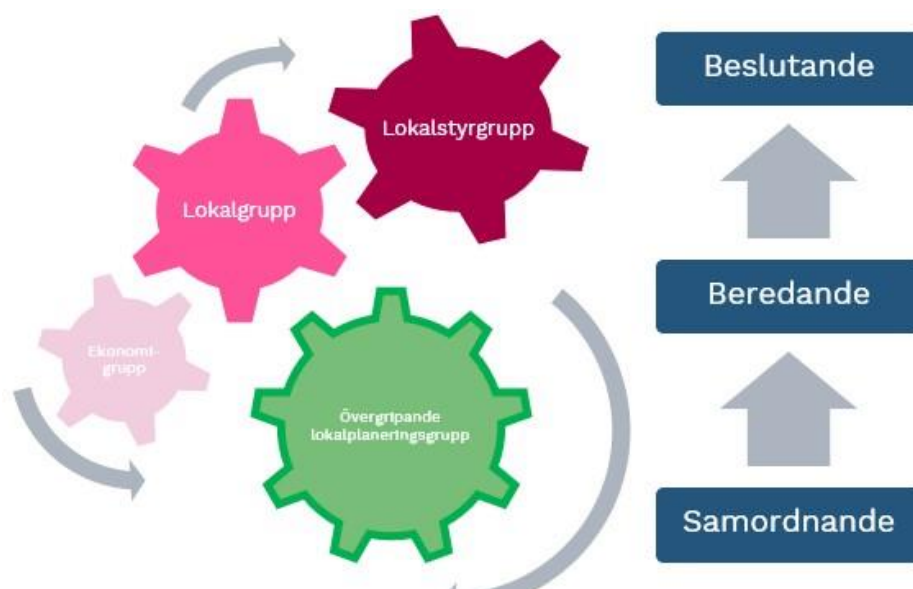 Lokalstyrgrupp
Lokalgrupp
Ekonomi-
grupp
Övergripande
lokalplaneringsgrupp
Beslutande
Beredande
Samordnande